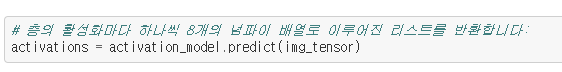 # 층의 활성화마다 하나씩 8개의 넘파이 배열로 이루어진 리스트를 반환합니다:
activations = activation_model.predict(img_tensor)